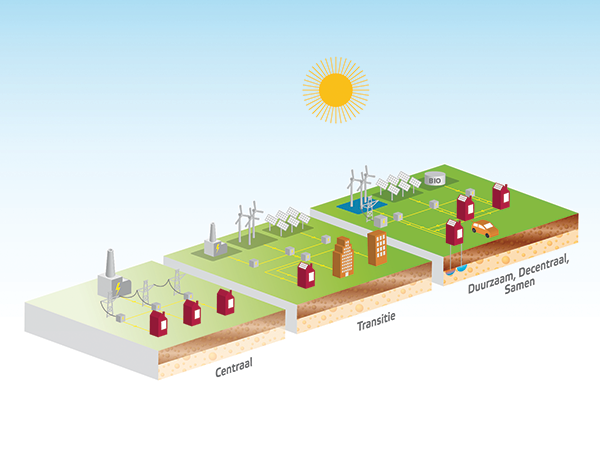 BIO
Duurzaam, Decentraal,
Samen
Transitie
Centraal